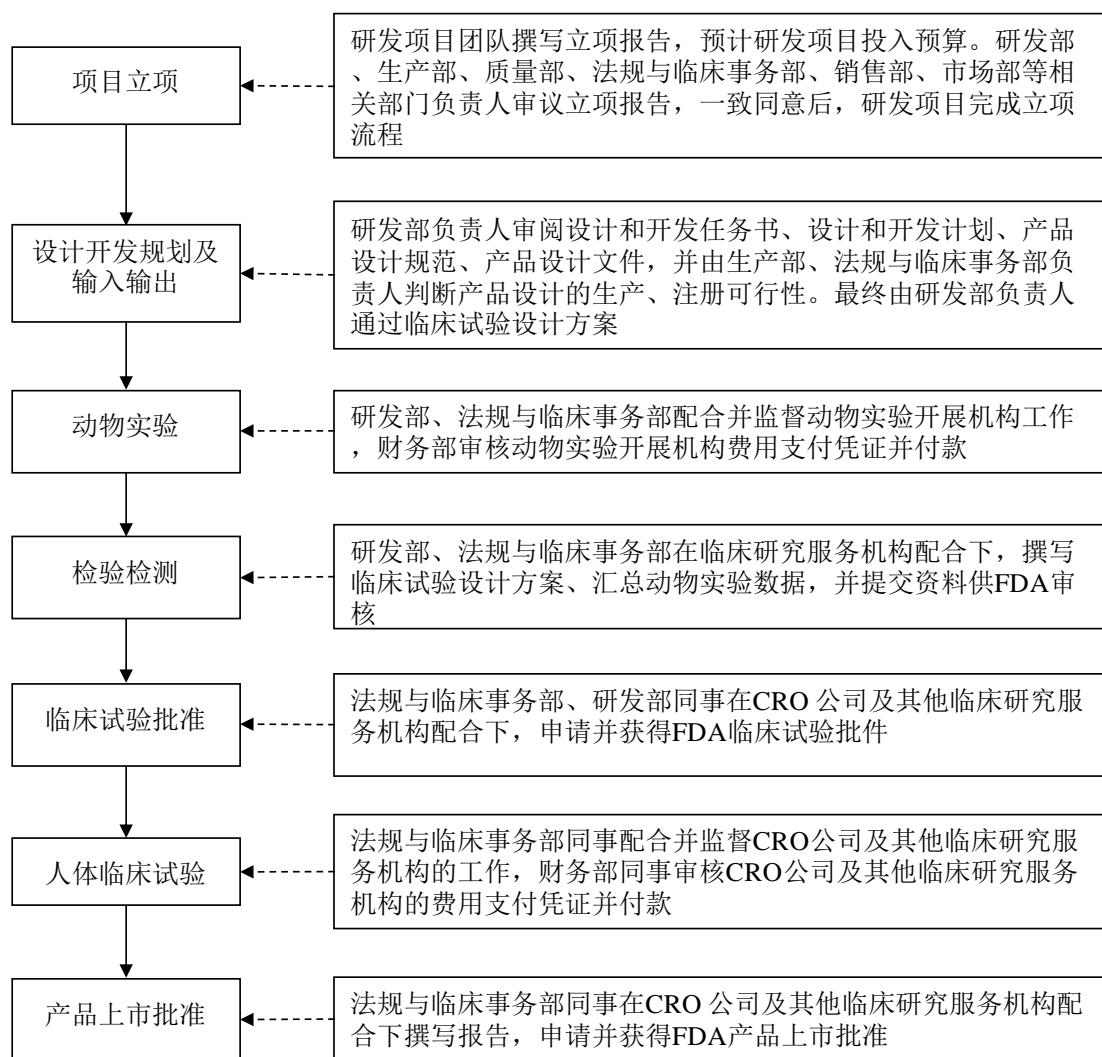 项目立项
研发项目团队撰写立项报告，预计研发项目投入预算。研发部
、生产部、质量部、法规与临床事务部、销售部、市场部等相
关部门负责人审议立项报告，一致同意后，研发项目完成立项
流程
设计开发规划及
输入输出
研发部负责人审阅设计和开发任务书、设计和开发计划、产品
设计规范、产品设计文件，并由生产部、法规与临床事务部负
责人判断产品设计的生产、注册可行性。最终由研发部负责人
通过临床试验设计方案
动物实验
研发部、法规与临床事务部配合并监督动物实验开展机构工作
，财务部审核动物实验开展机构费用支付凭证并付款
检验检测
研发部、法规与临床事务部在临床研究服务机构配合下，撰写
临床试验设计方案、汇总动物实验数据，并提交资料供FDA审
核
临床试验批准
法规与临床事务部、研发部同事在CRO 公司及其他临床研究服
务机构配合下，申请并获得FDA临床试验批件
人体临床试验
法规与临床事务部同事配合并监督CRO公司及其他临床研究服
务机构的工作，财务部同事审核CRO公司及其他临床研究服务
机构的费用支付凭证并付款
产品上市批准
法规与临床事务部同事在CRO 公司及其他临床研究服务机构配
合下撰写报告，申请并获得FDA产品上市批准